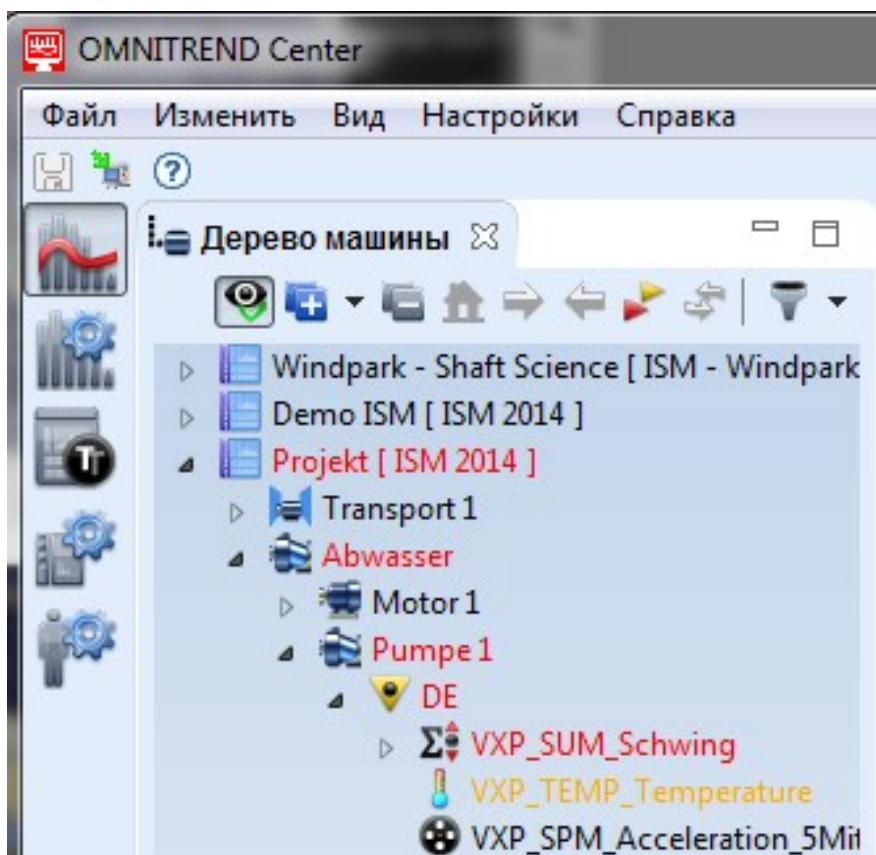 OMNITREND Center
Файл Изменить Вид Настройки Справка
Дерево машины
Windpark - Shaft Science [ ISM - Windpark
Demo ISM [ ISM 2014 ]
Projekt [ ISM 2014 ]
Transport 1
Abwasser
Motor 1
Pumpe 1
DE
VXP_SUM_Schwing
VXP_TEMP_Temperature
VXP_SPM_Acceleration_5Mit